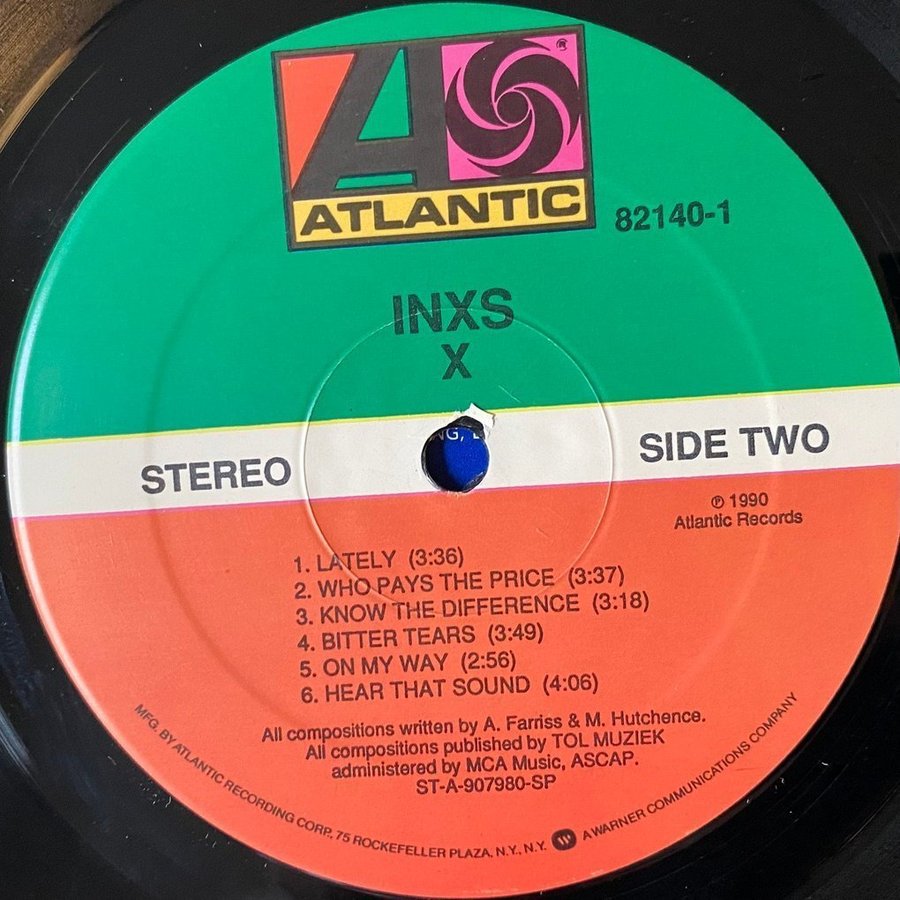 A
®
ATLANTIC
82140-1
INXS
X
NG,
STEREO
SIDE TWO
℗ 1990
Atlantic Records
1. LATELY (3:36)
2. WHO PAYS THE PRICE (3:37)
3. KNOW THE DIFFERENCE (3:18)
4. BITTER TEARS (3:49)
5. ON MY WAY (2:56)
6. HEAR THAT SOUND (4:06)
All compositions written by A. Farriss & M. Hutchence.
All compositions published by TOL MUZIEK
administered by MCA Music, ASCAP.
ST-A-907980-SP
MFG. BY ATLANTIC RECORDING CORP., 75 ROCKEFELLER PLAZA, N.Y., N.Y. W A WARNER COMMUNICATIONS COMPANY